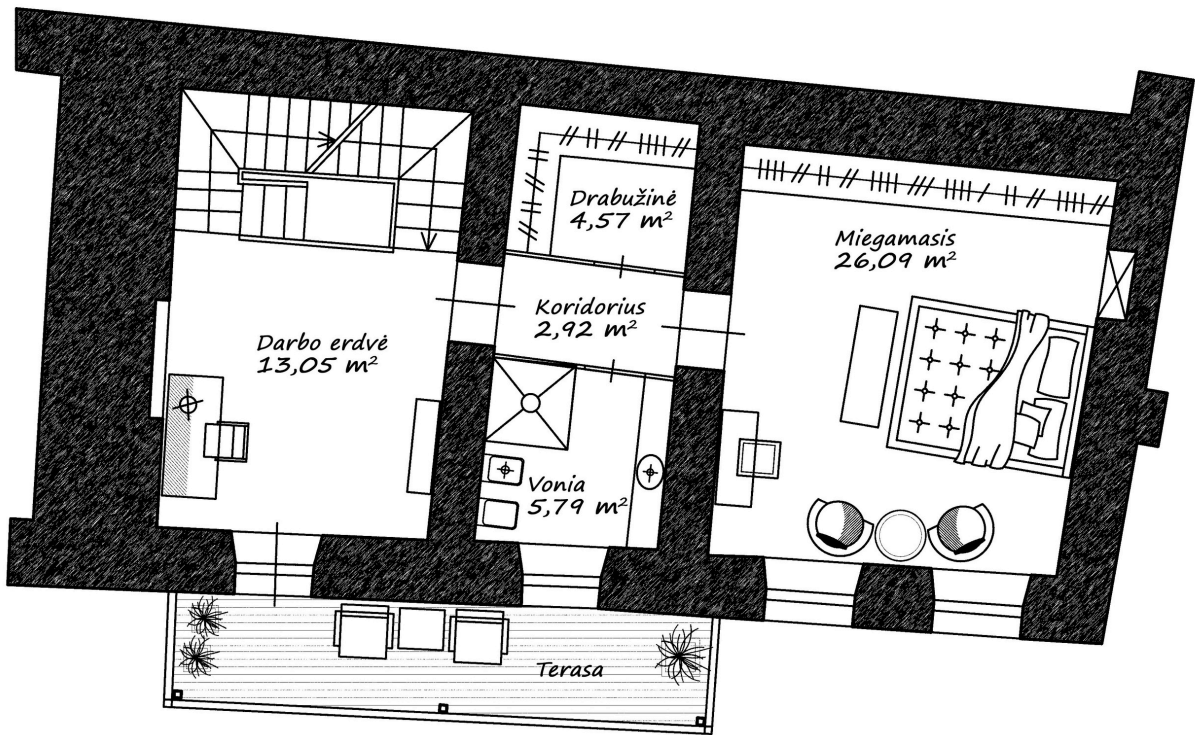 Drabužinė
4,57 m²
Miegamasis
26,09 m²
Koridorius
2,92 m²
Darbo erdvė
13,05 m²
Vonia
5,79 m²
Terasa